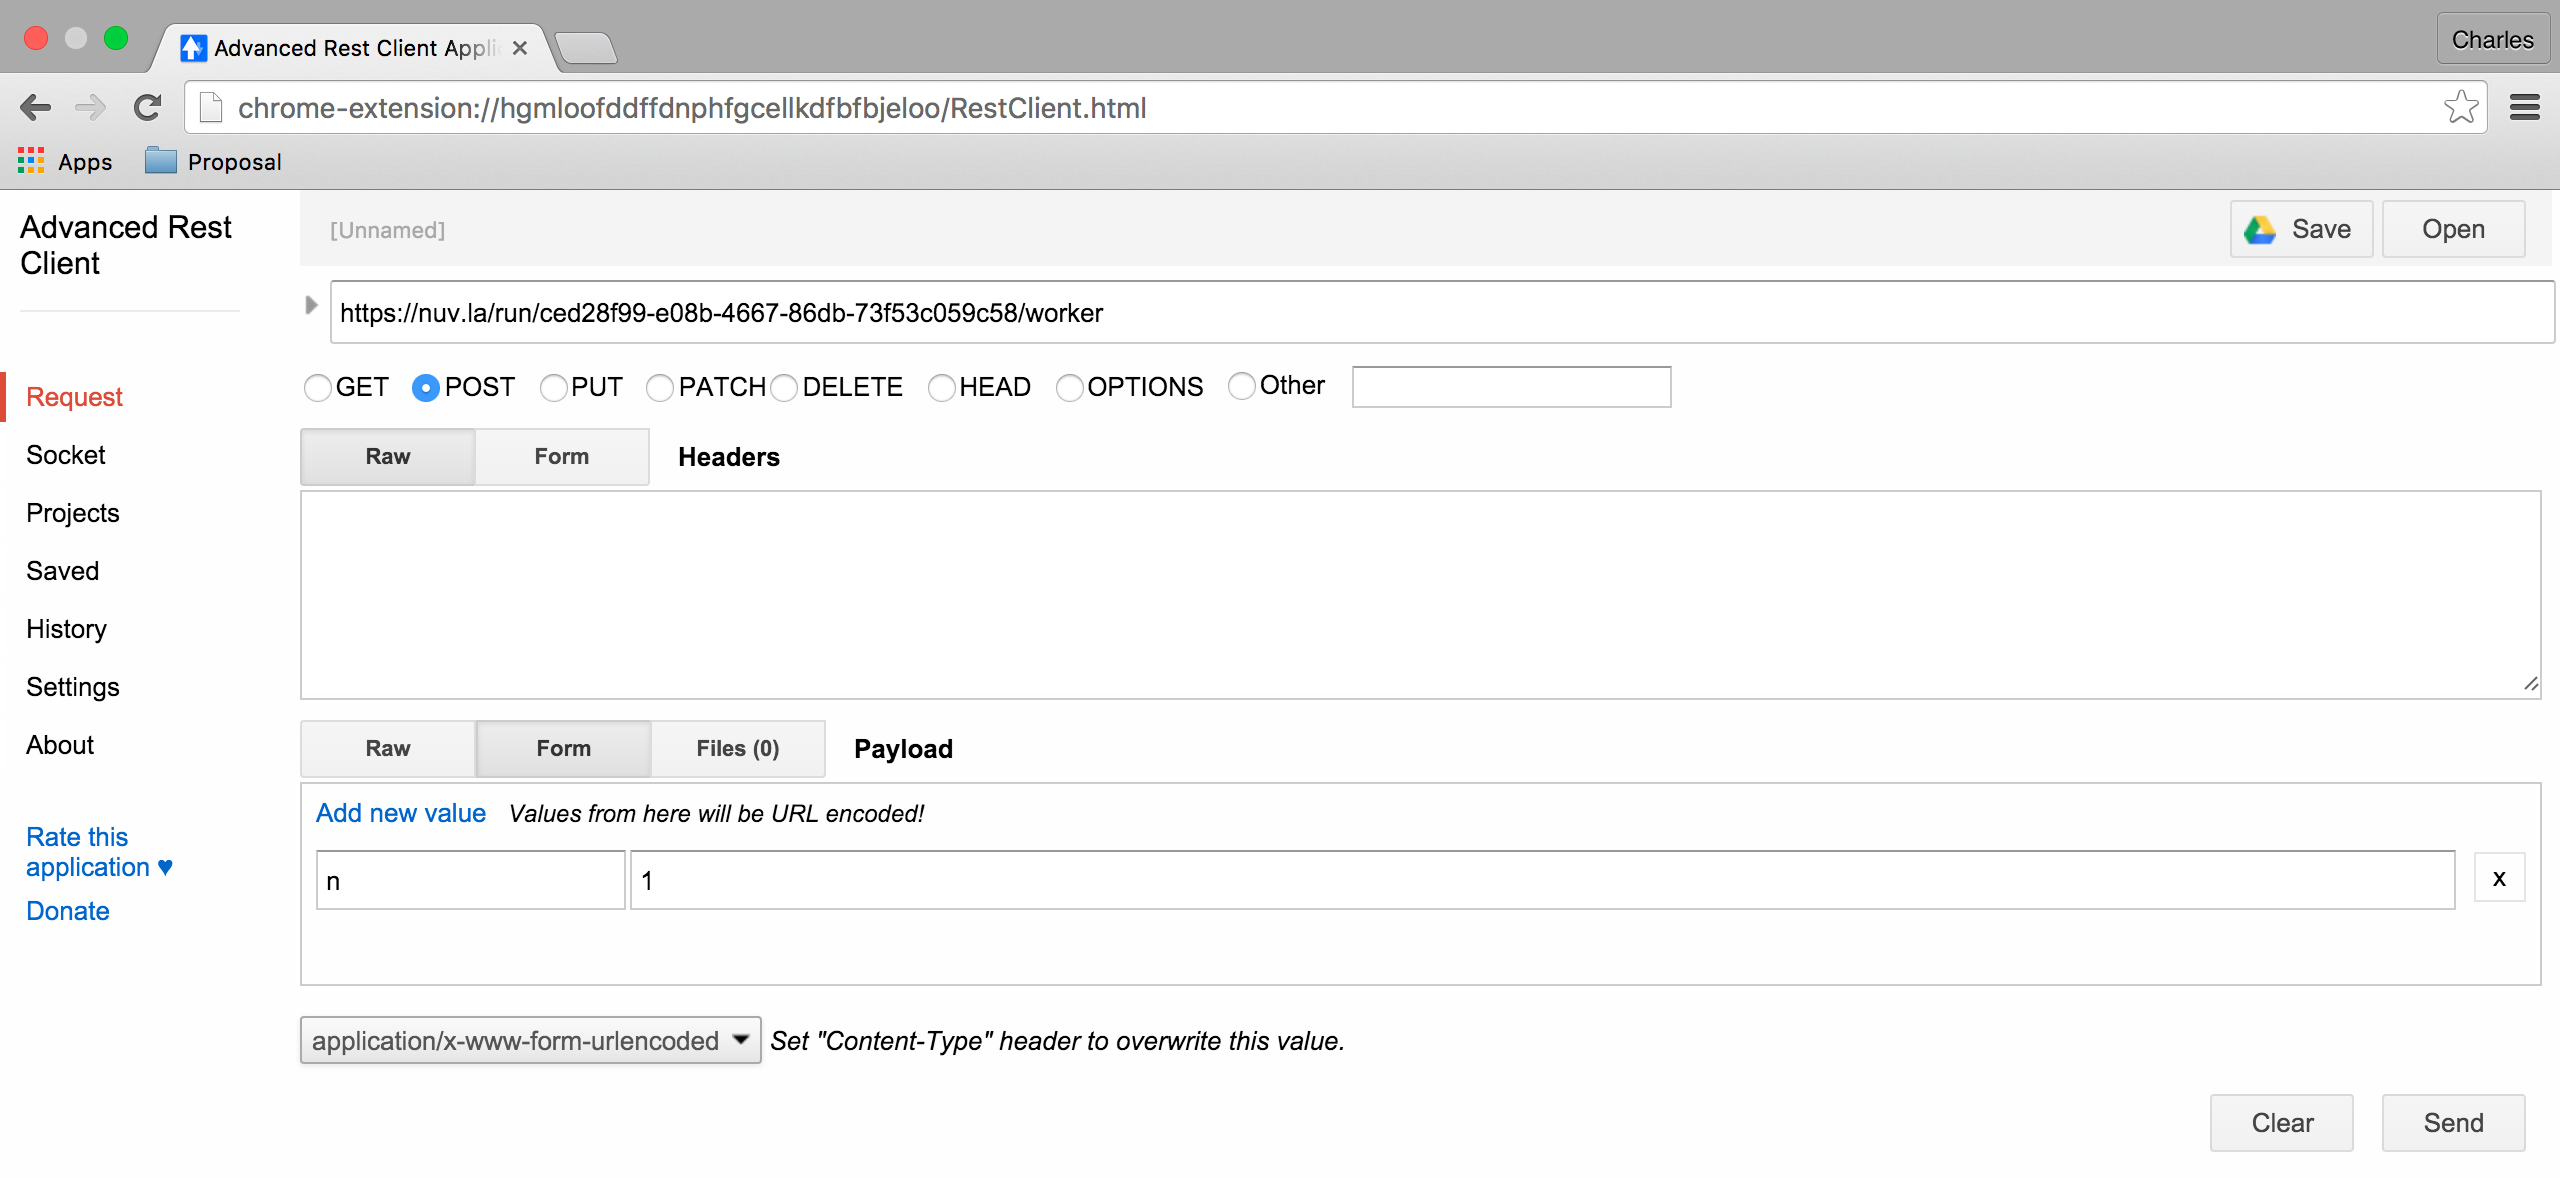 Advanced Rest Client Appli
Charles
chrome-extension://hgmloofddffdnphfgcellkdfbfbjeloo/RestClient.html
Apps
Proposal
Advanced Rest
Client
[Unnamed]
Save
Open
https://nuv.la/run/ced28f99-e08b-4667-86db-73f53c059c58/worker
GET POST PUT PATCH DELETE HEAD OPTIONS Other
Request
Socket
Projects
Saved
History
Settings
About
Rate this
application ♥
Donate
Raw Form Headers
Raw Form Files (0) Payload
Add new value Values from here will be URL encoded!
n 1 x
application/x-www-form-urlencoded Set "Content-Type" header to overwrite this value.
Clear Send